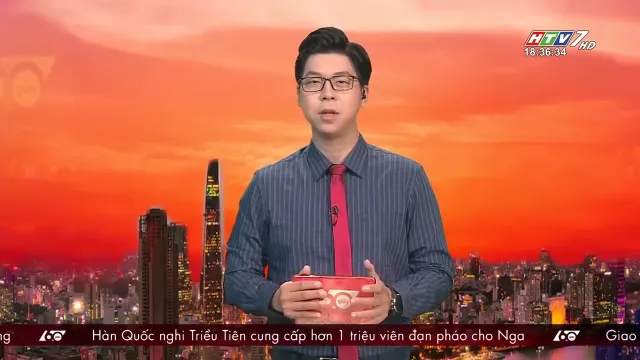 HTV7 HD
18:36:34
ng
Hàn Quốc nghi Triều Tiên cung cấp hơn 1 triệu viên đạn pháo cho Nga
Giao